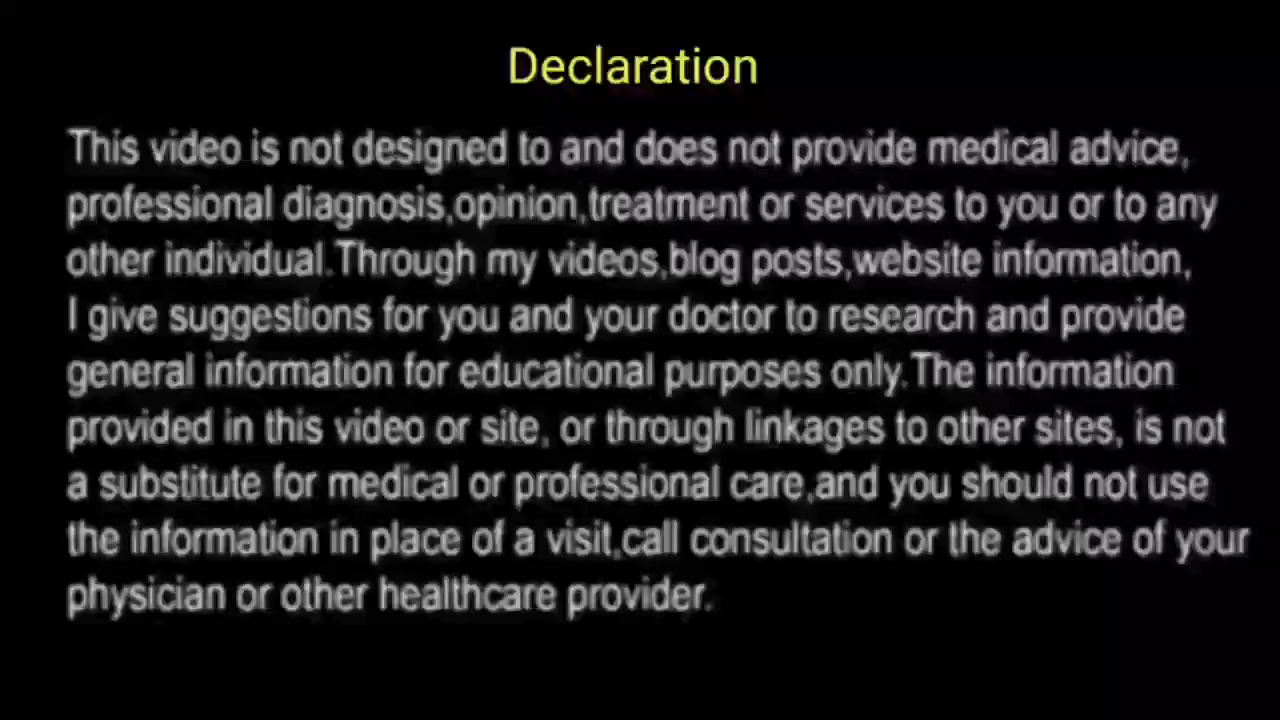 Declaration
This video is not designed to and does not provide medical advice,
professional diagnosis,opinion,treatment or services to you or to any
other individual.Through my videos,blog posts,website information,
I give suggestions for you and your doctor to research and provide
general information for educational purposes only.The information
provided in this video or site, or through linkages to other sites, is not
a substitute for medical or professional care,and you should not use
the information in place of a visit,call consultation or the advice of your
physician or other healthcare provider.